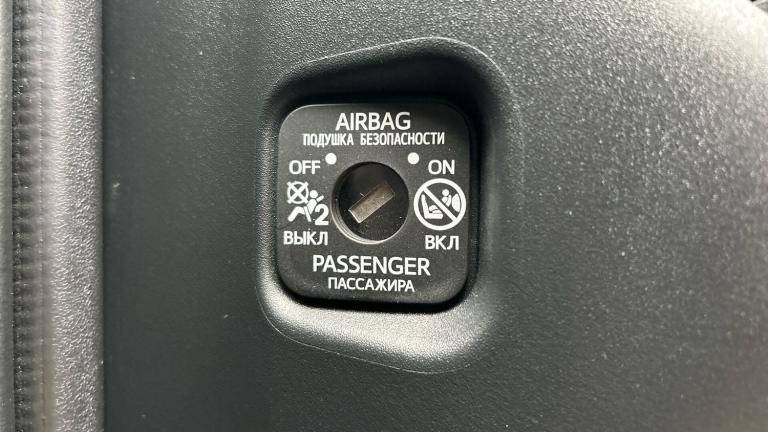 AIRBAG
ПОДУШКА БЕЗОПАСНОСТИ
OFF ON
2
ВЫКЛ ВКЛ
PASSENGER
ПАССАЖИРА